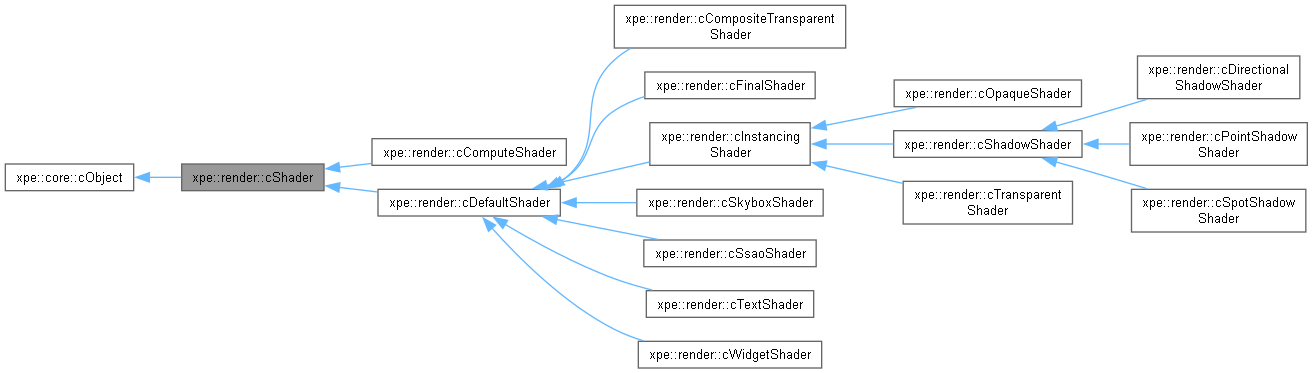 xpe::core::cObject
xpe::render::cShader
xpe::render::cComputeShader
xpe::render::cDefaultShader
xpe::render::cCompositeTransparent
Shader
xpe::render::cFinalShader
xpe::render::cInstancing
Shader
xpe::render::cSkyboxShader
xpe::render::cSsaoShader
xpe::render::cTextShader
xpe::render::cWidgetShader
xpe::render::cOpaqueShader
xpe::render::cShadowShader
xpe::render::cTransparent
Shader
xpe::render::cDirectional
ShadowShader
xpe::render::cPointShadow
Shader
xpe::render::cSpotShadow
Shader